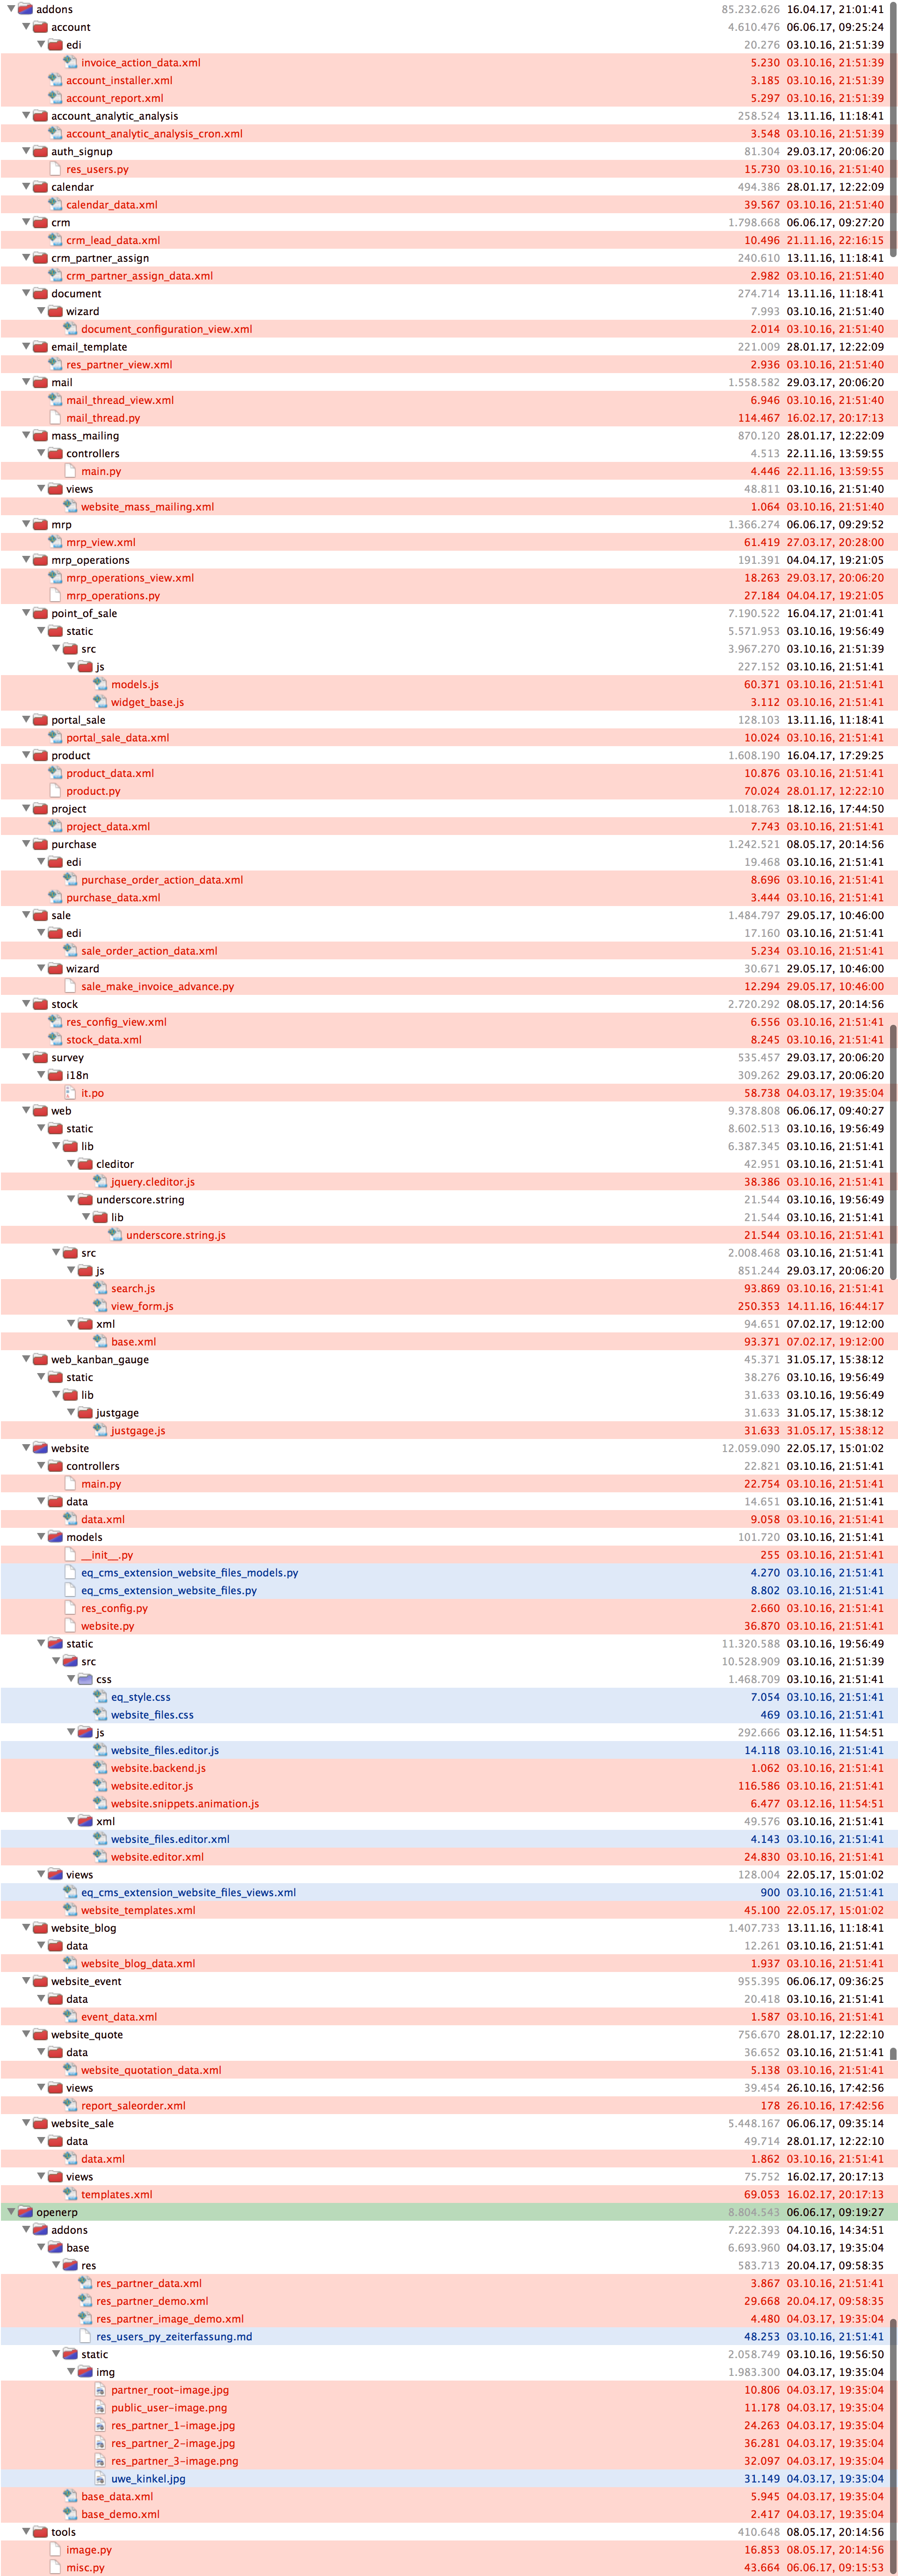 addons 85.232.626 16.04.17, 21:01:41
account 4.610.476 06.06.17, 09:25:24
edi 20.276 03.10.16, 21:51:39
invoice_action_data.xml 5.230 03.10.16, 21:51:39
account_installer.xml 3.185 03.10.16, 21:51:39
account_report.xml 5.297 03.10.16, 21:51:39
account_analytic_analysis 258.524 13.11.16, 11:18:41
account_analytic_analysis_cron.xml 3.548 03.10.16, 21:51:39
auth_signup 81.304 29.03.17, 20:06:20
res_users.py 15.730 03.10.16, 21:51:40
calendar 494.386 28.01.17, 12:22:09
calendar_data.xml 39.567 03.10.16, 21:51:40
crm 1.798.668 06.06.17, 09:27:20
crm_lead_data.xml 10.496 21.11.16, 22:16:15
crm_partner_assign 240.610 13.11.16, 11:18:41
crm_partner_assign_data.xml 2.982 03.10.16, 21:51:40
document 274.714 13.11.16, 11:18:41
wizard 7.993 03.10.16, 21:51:40
document_configuration_view.xml 2.014 03.10.16, 21:51:40
email_template 221.009 28.01.17, 12:22:09
res_partner_view.xml 2.936 03.10.16, 21:51:40
mail 1.558.582 29.03.17, 20:06:20
mail_thread_view.xml 6.946 03.10.16, 21:51:40
mail_thread.py 114.467 16.02.17, 20:17:13
mass_mailing 870.120 28.01.17, 12:22:09
controllers 4.513 22.11.16, 13:59:55
main.py 4.446 22.11.16, 13:59:55
views 48.811 03.10.16, 21:51:40
website_mass_mailing.xml 1.064 03.10.16, 21:51:40
mrp 1.366.274 06.06.17, 09:29:52
mrp_view.xml 61.419 27.03.17, 20:28:00
mrp_operations 191.391 04.04.17, 19:21:05
mrp_operations_view.xml 18.263 29.03.17, 20:06:20
mrp_operations.py 27.184 04.04.17, 19:21:05
point_of_sale 7.190.522 16.04.17, 21:01:41
static 5.571.953 03.10.16, 19:56:49
src 3.967.270 03.10.16, 21:51:39
js 227.152 03.10.16, 21:51:41
models.js 60.371 03.10.16, 21:51:41
widget_base.js 3.112 03.10.16, 21:51:41
portal_sale 128.103 13.11.16, 11:18:41
portal_sale_data.xml 10.024 03.10.16, 21:51:41
product 1.608.190 16.04.17, 17:29:25
product_data.xml 10.876 03.10.16, 21:51:41
product.py 70.024 28.01.17, 12:22:10
project 1.018.763 18.12.16, 17:44:50
project_data.xml 7.743 03.10.16, 21:51:41
purchase 1.242.521 08.05.17, 20:14:56
edi 19.468 03.10.16, 21:51:41
purchase_order_action_data.xml 8.696 03.10.16, 21:51:41
purchase_data.xml 3.444 03.10.16, 21:51:41
sale 1.484.797 29.05.17, 10:46:00
edi 17.160 03.10.16, 21:51:41
sale_order_action_data.xml 5.234 03.10.16, 21:51:41
wizard 30.671 29.05.17, 10:46:00
sale_make_invoice_advance.py 12.294 29.05.17, 10:46:00
stock 2.720.292 08.05.17, 20:14:56
res_config_view.xml 6.556 03.10.16, 21:51:41
stock_data.xml 8.245 03.10.16, 21:51:41
survey 535.457 29.03.17, 20:06:20
i18n 309.262 29.03.17, 20:06:20
it.po 58.738 04.03.17, 19:35:04
web 9.378.808 06.06.17, 09:40:27
static 8.602.513 03.10.16, 19:56:49
lib 6.387.345 03.10.16, 21:51:41
cleditor 42.951 03.10.16, 21:51:41
jquery.cleditor.js 38.386 03.10.16, 21:51:41
underscore.string 21.544 03.10.16, 19:56:49
lib 21.544 03.10.16, 21:51:41
underscore.string.js 21.544 03.10.16, 21:51:41
src 2.008.468 03.10.16, 21:51:41
js 851.244 29.03.17, 20:06:20
search.js 93.869 03.10.16, 21:51:41
view_form.js 250.353 14.11.16, 16:44:17
xml 94.651 07.02.17, 19:12:00
base.xml 93.371 07.02.17, 19:12:00
web_kanban_gauge 45.371 31.05.17, 15:38:12
static 38.276 03.10.16, 19:56:49
lib 31.633 03.10.16, 19:56:49
justgage 31.633 31.05.17, 15:38:12
justgage.js 31.633 31.05.17, 15:38:12
website 12.059.090 22.05.17, 15:01:02
controllers 22.821 03.10.16, 21:51:41
main.py 22.754 03.10.16, 21:51:41
data 14.651 03.10.16, 21:51:41
data.xml 9.058 03.10.16, 21:51:41
models 101.720 03.10.16, 21:51:41
__init__.py 255 03.10.16, 21:51:41
eq_cms_extension_website_files_models.py 4.270 03.10.16, 21:51:41
eq_cms_extension_website_files.py 8.802 03.10.16, 21:51:41
res_config.py 2.660 03.10.16, 21:51:41
website.py 36.870 03.10.16, 21:51:41
static 11.320.588 03.10.16, 19:56:49
src 10.528.909 03.10.16, 21:51:39
css 1.468.709 03.10.16, 21:51:41
eq_style.css 7.054 03.10.16, 21:51:41
website_files.css 469 03.10.16, 21:51:41
js 292.666 03.12.16, 11:54:51
website_files.editor.js 14.118 03.10.16, 21:51:41
website.backend.js 1.062 03.10.16, 21:51:41
website.editor.js 116.586 03.10.16, 21:51:41
website.snippets.animation.js 6.477 03.12.16, 11:54:51
xml 49.576 03.10.16, 21:51:41
website_files.editor.xml 4.143 03.10.16, 21:51:41
website.editor.xml 24.830 03.10.16, 21:51:41
views 128.004 22.05.17, 15:01:02
eq_cms_extension_website_files_views.xml 900 03.10.16, 21:51:41
website_templates.xml 45.100 22.05.17, 15:01:02
website_blog 1.407.733 13.11.16, 11:18:41
data 12.261 03.10.16, 21:51:41
website_blog_data.xml 1.937 03.10.16, 21:51:41
website_event 955.395 06.06.17, 09:36:25
data 20.418 03.10.16, 21:51:41
event_data.xml 1.587 03.10.16, 21:51:41
website_quote 756.670 28.01.17, 12:22:10
data 36.652 03.10.16, 21:51:41
website_quotation_data.xml 5.138 03.10.16, 21:51:41
views 39.454 26.10.16, 17:42:56
report_saleorder.xml 178 26.10.16, 17:42:56
website_sale 5.448.167 06.06.17, 09:35:14
data 49.714 28.01.17, 12:22:10
data.xml 1.862 03.10.16, 21:51:41
views 75.752 16.02.17, 20:17:13
templates.xml 69.053 16.02.17, 20:17:13
openerp 8.804.543 06.06.17, 09:19:27
addons 7.222.393 04.10.16, 14:34:51
base 6.693.960 04.03.17, 19:35:04
res 583.713 20.04.17, 09:58:35
res_partner_data.xml 3.867 03.10.16, 21:51:41
res_partner_demo.xml 29.668 20.04.17, 09:58:35
res_partner_image_demo.xml 4.480 04.03.17, 19:35:04
res_users_py_zeiterfassung.md 48.253 03.10.16, 21:51:41
static 2.058.749 03.10.16, 19:56:50
img 1.983.300 04.03.17, 19:35:04
partner_root-image.jpg 10.806 04.03.17, 19:35:04
public_user-image.png 11.178 04.03.17, 19:35:04
res_partner_1-image.jpg 24.263 04.03.17, 19:35:04
res_partner_2-image.jpg 36.281 04.03.17, 19:35:04
res_partner_3-image.png 32.097 04.03.17, 19:35:04
uwe_kinkel.jpg 31.149 04.03.17, 19:35:04
base_data.xml 5.945 04.03.17, 19:35:04
base_demo.xml 2.417 04.03.17, 19:35:04
tools 410.648 08.05.17, 20:14:56
image.py 16.853 08.05.17, 20:14:56
misc.py 43.664 06.06.17, 09:15:53